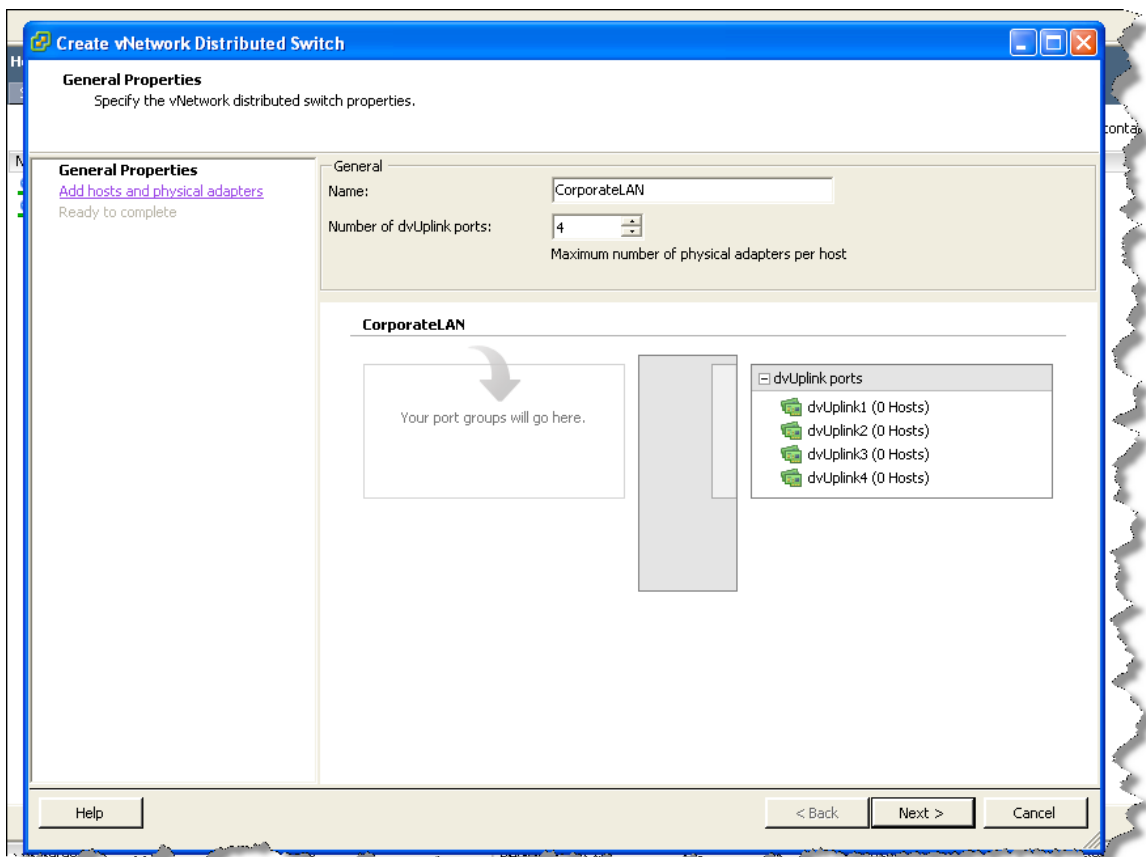 Create vNetwork Distributed Switch
General Properties
Specify the vNetwork distributed switch properties.
General Properties
Add hosts and physical adapters
Ready to complete
General
Name:
CorporateLAN
Number of dvUplink ports:
4
Maximum number of physical adapters per host
CorporateLAN
Your port groups will go here.
dvUplink ports
dvUplink1 (0 Hosts)
dvUplink2 (0 Hosts)
dvUplink3 (0 Hosts)
dvUplink4 (0 Hosts)
Help
< Back
Next >
Cancel